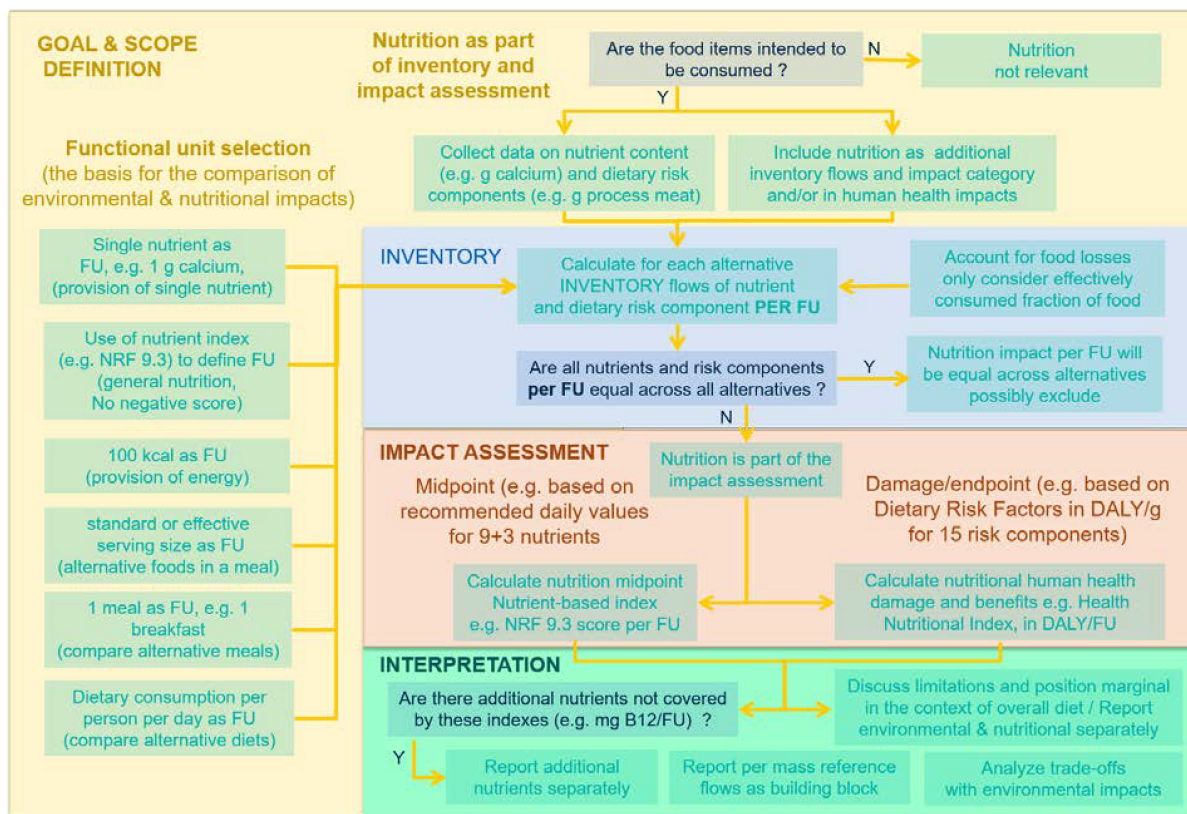 GOAL & SCOPE
DEFINITION
Nutrition as part
of inventory and
impact assessment
Are the food items intended to
be consumed ?
N
Nutrition
not relevant
Y
Functional unit selection
(the basis for the comparison of
environmental & nutritional impacts)
Collect data on nutrient content
(e.g. g calcium) and dietary risk
components (e.g. g process meat)
Include nutrition as additional
inventory flows and impact category
and/or in human health impacts
Single nutrient as
FU, e.g. 1 g calcium,
(provision of single nutrient)
Use of nutrient index
(e.g. NRF 9.3) to define FU
(general nutrition,
No negative score)
100 kcal as FU
(provision of energy)
standard or effective
serving size as FU
(alternative foods in a meal)
1 meal as FU, e.g. 1
breakfast
(compare alternative meals)
Dietary consumption per
person per day as FU
(compare alternative diets)
INVENTORY
Calculate for each alternative
INVENTORY flows of nutrient
and dietary risk component PER FU
Account for food losses
only consider effectively
consumed fraction of food
Are all nutrients and risk components
per FU equal across all alternatives ?
Y
Nutrition impact per FU will
be equal across alternatives
possibly exclude
N
IMPACT ASSESSMENT
Nutrition is part of the
impact assessment
Midpoint (e.g. based on
recommended daily values
for 9+3 nutrients
Damage/endpoint (e.g. based on
Dietary Risk Factors in DALY/g
for 15 risk components)
Calculate nutrition midpoint
Nutrient-based index
e.g. NRF 9.3 score per FU
Calculate nutritional human health
damage and benefits e.g. Health
Nutritional Index, in DALY/FU
INTERPRETATION
Are there additional nutrients not covered
by these indexes (e.g. mg B12/FU) ?
Discuss limitations and position marginal
in the context of overall diet / Report
environmental & nutritional separately
Y
Report additional
nutrients separately
Report per mass reference
flows as building block
Analyze trade-offs
with environmental impacts